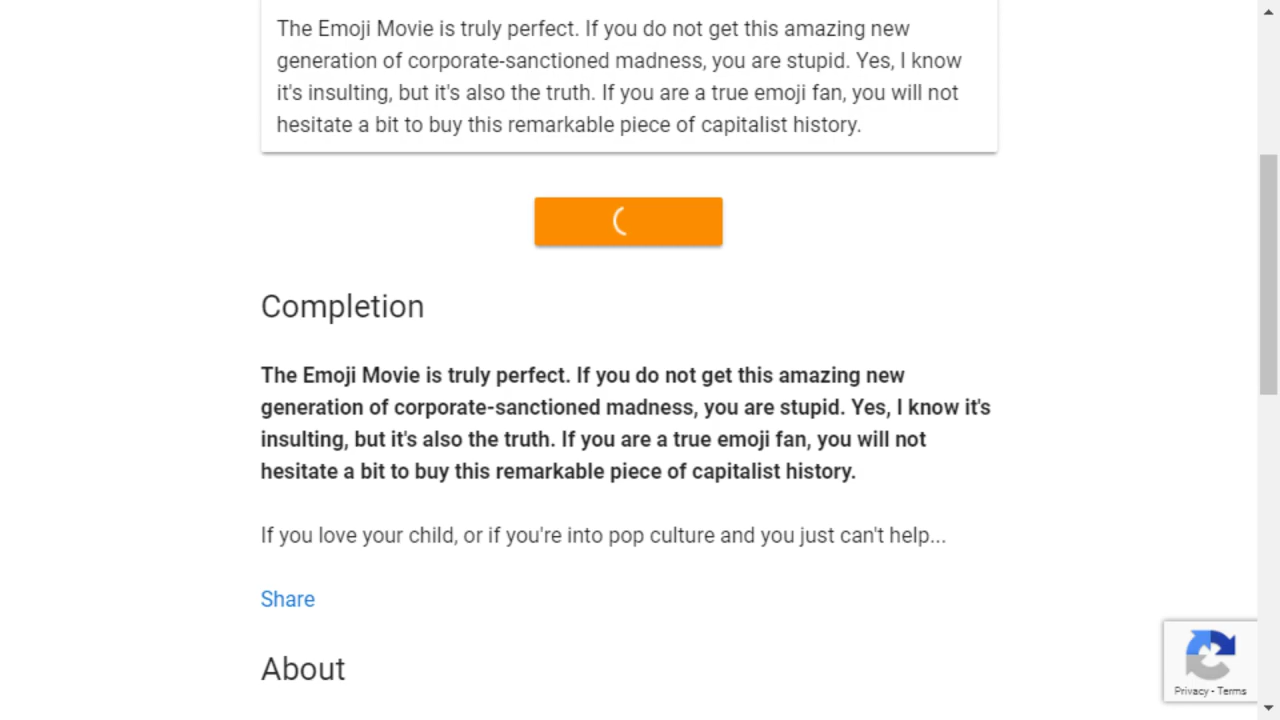 The Emoji Movie is truly perfect. If you do not get this amazing new
generation of corporate-sanctioned madness, you are stupid. Yes, I know
it's insulting, but it's also the truth. If you are a true emoji fan, you will not
hesitate a bit to buy this remarkable piece of capitalist history.
Completion
The Emoji Movie is truly perfect. If you do not get this amazing new
generation of corporate-sanctioned madness, you are stupid. Yes, I know it's
insulting, but it's also the truth. If you are a true emoji fan, you will not
hesitate a bit to buy this remarkable piece of capitalist history.
If you love your child, or if you're into pop culture and you just can't help...
Share
About
Privacy - Terms